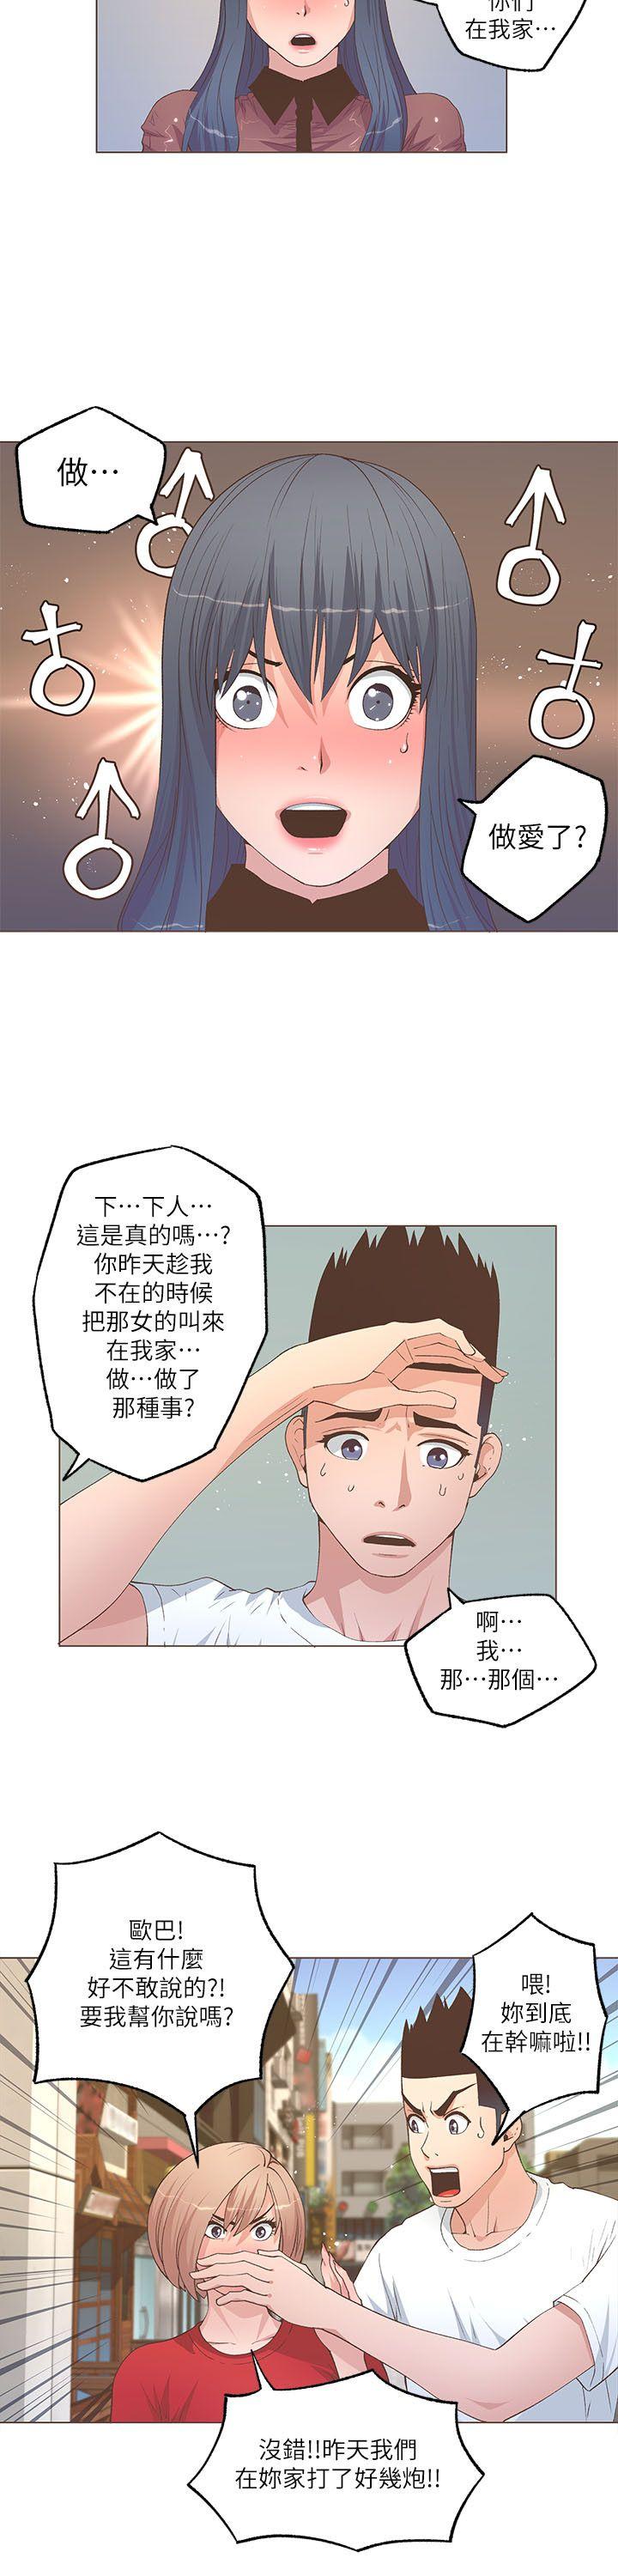 你們
在我家…
做…
做愛了?
下…下人…
這是真的嗎…?
你昨天趁我
不在的時候
把那女的叫來
在我家…
做…做了
那種事?
啊…
我…
那…那個…
歐巴!
這有什麼
好不敢說的?!
要我幫你說嗎?
喂!
妳到底
在幹嘛啦!!
沒錯!!昨天我們
在妳家打了好幾炮!!